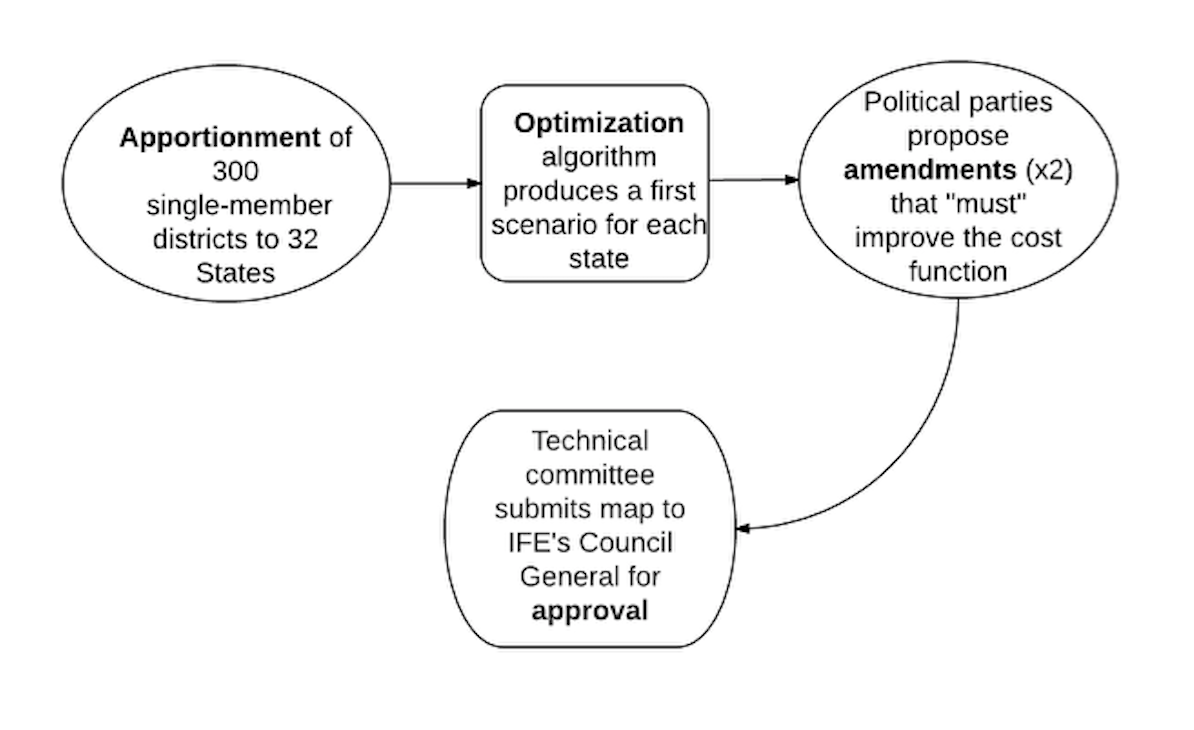 Apportionment of
300
single-member
districts to 32
States
Optimization
algorithm
produces a first
scenario for each
state
Political parties
propose
amendments (x2)
that "must"
improve the cost
function
Technical
committee
submits map to
IFE's Council
General for
approval